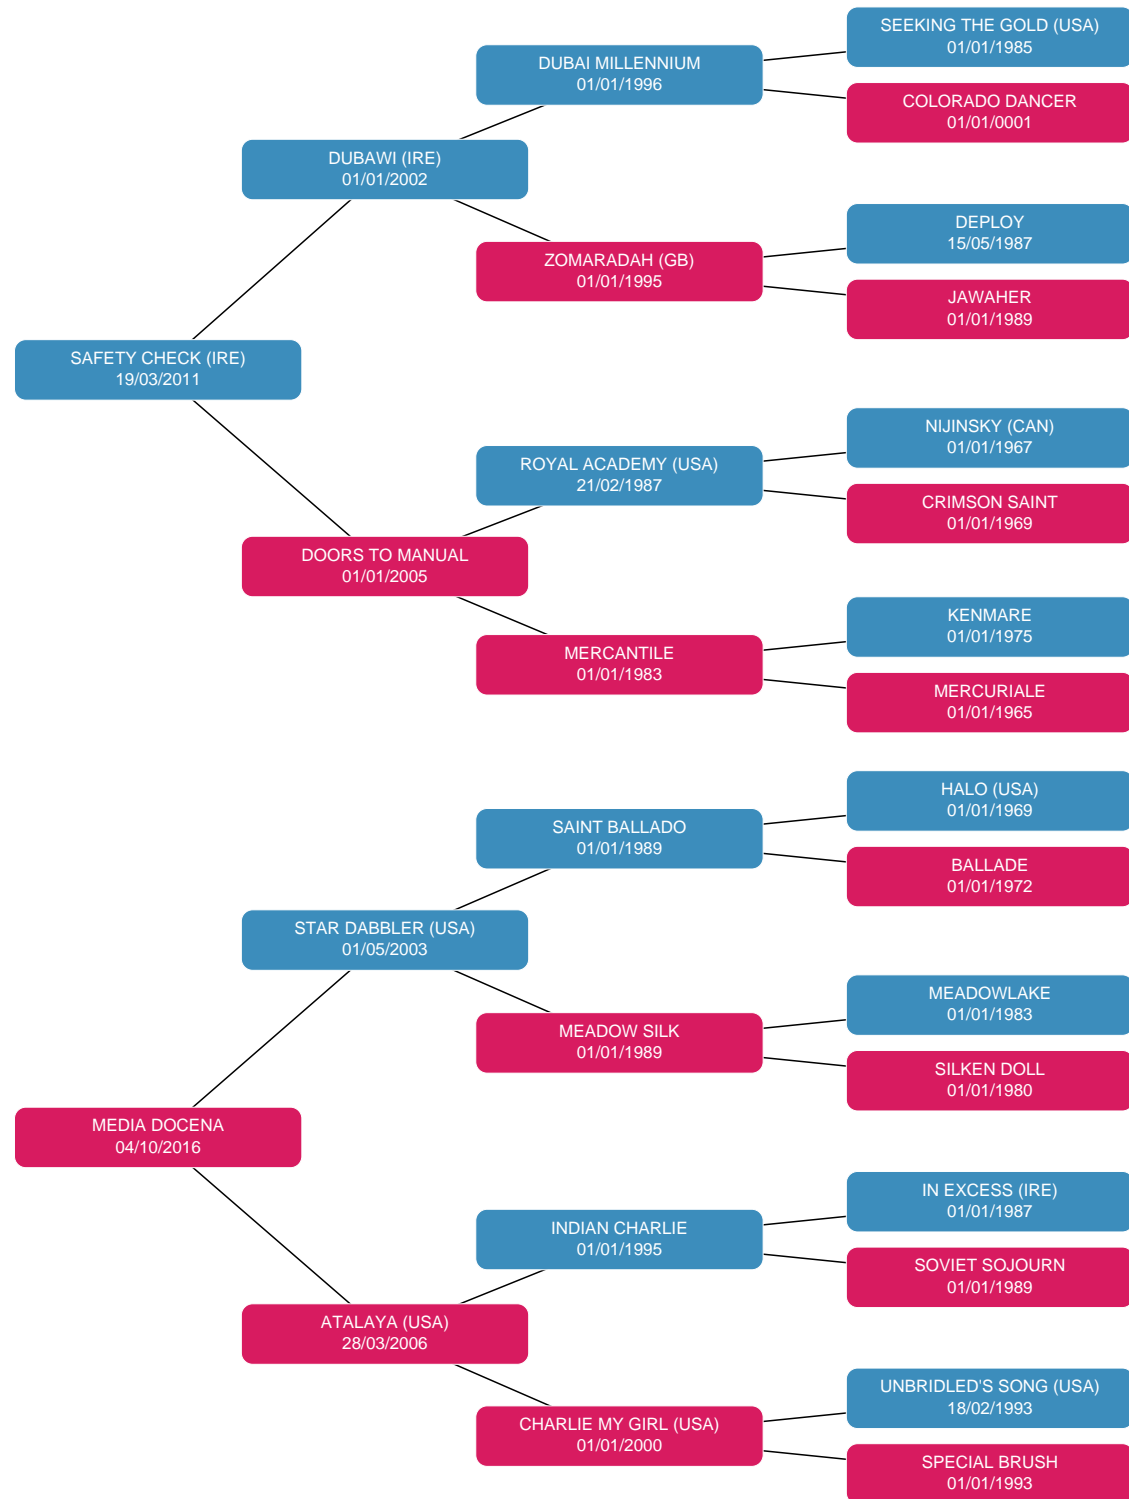 SEEKING THE GOLD (USA)
01/01/1985
DUBAI MILLENNIUM
01/01/1996
COLORADO DANCER
01/01/0001
DUBAWI (IRE)
01/01/2002
DEPLOY
15/05/1987
ZOMARADAH (GB)
01/01/1995
JAWAHER
01/01/1989
SAFETY CHECK (IRE)
19/03/2011
NIJINSKY (CAN)
01/01/1967
ROYAL ACADEMY (USA)
21/02/1987
CRIMSON SAINT
01/01/1969
DOORS TO MANUAL
01/01/2005
KENMARE
01/01/1975
MERCANTILE
01/01/1983
MERCURIALE
01/01/1965
HALO (USA)
01/01/1969
SAINT BALLADO
01/01/1989
BALLADE
01/01/1972
STAR DABBLER (USA)
01/05/2003
MEADOWLAKE
01/01/1983
MEADOW SILK
01/01/1989
SILKEN DOLL
01/01/1980
MEDIA DOCENA
04/10/2016
IN EXCESS (IRE)
01/01/1987
INDIAN CHARLIE
01/01/1995
SOVIET SOJOURN
01/01/1989
ATALAYA (USA)
28/03/2006
UNBRIDLED'S SONG (USA)
18/02/1993
CHARLIE MY GIRL (USA)
01/01/2000
SPECIAL BRUSH
01/01/1993